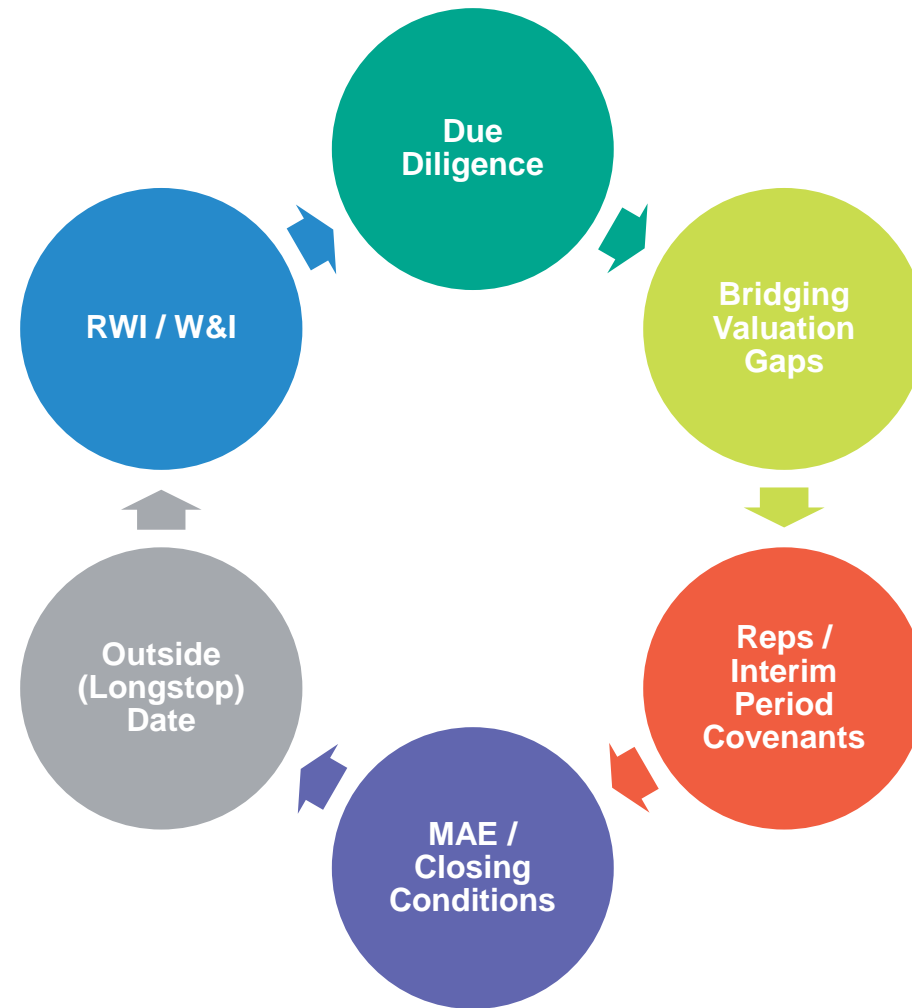 Due
Diligence
Bridging
Valuation
Gaps
Reps /
Interim
Period
Covenants
MAE /
Closing
Conditions
Outside
(Longstop)
Date
RWI / W&I